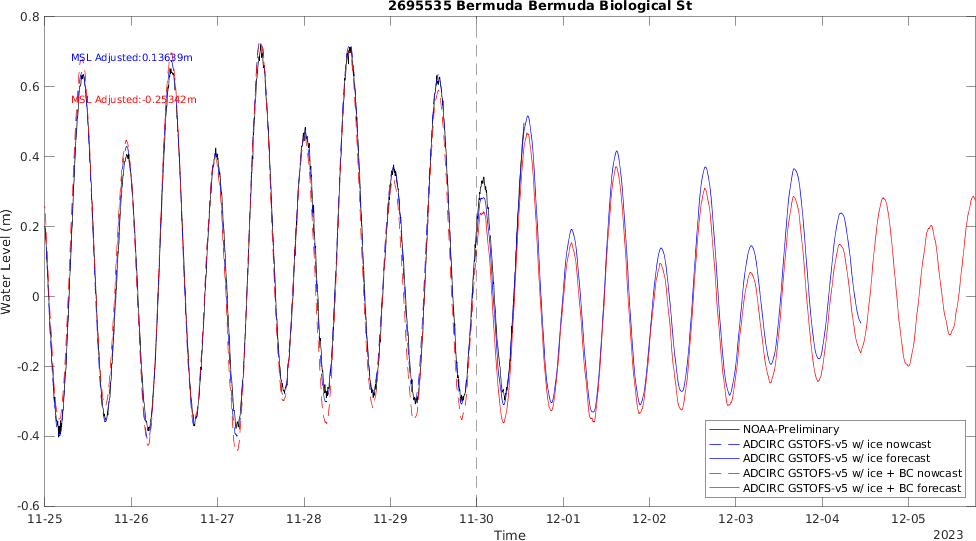 2695535 Bermuda Bermuda Biological St
0.8
MSL Adjusted:0.13639m
0.6
MSL Adjusted:-0.25342m
0.4
0.2
Water Level (m)
0
-0.2
-0.4
-0.6
NOAA-Preliminary
ADCIRC GSTOFS-v5 w/ ice nowcast
ADCIRC GSTOFS-v5 w/ ice forecast
ADCIRC GSTOFS-v5 w/ ice + BC nowcast
ADCIRC GSTOFS-v5 w/ ice + BC forecast
11-25 11-26 11-27 11-28 11-29 11-30 12-01 12-02 12-03 12-04 12-05
Time
2023